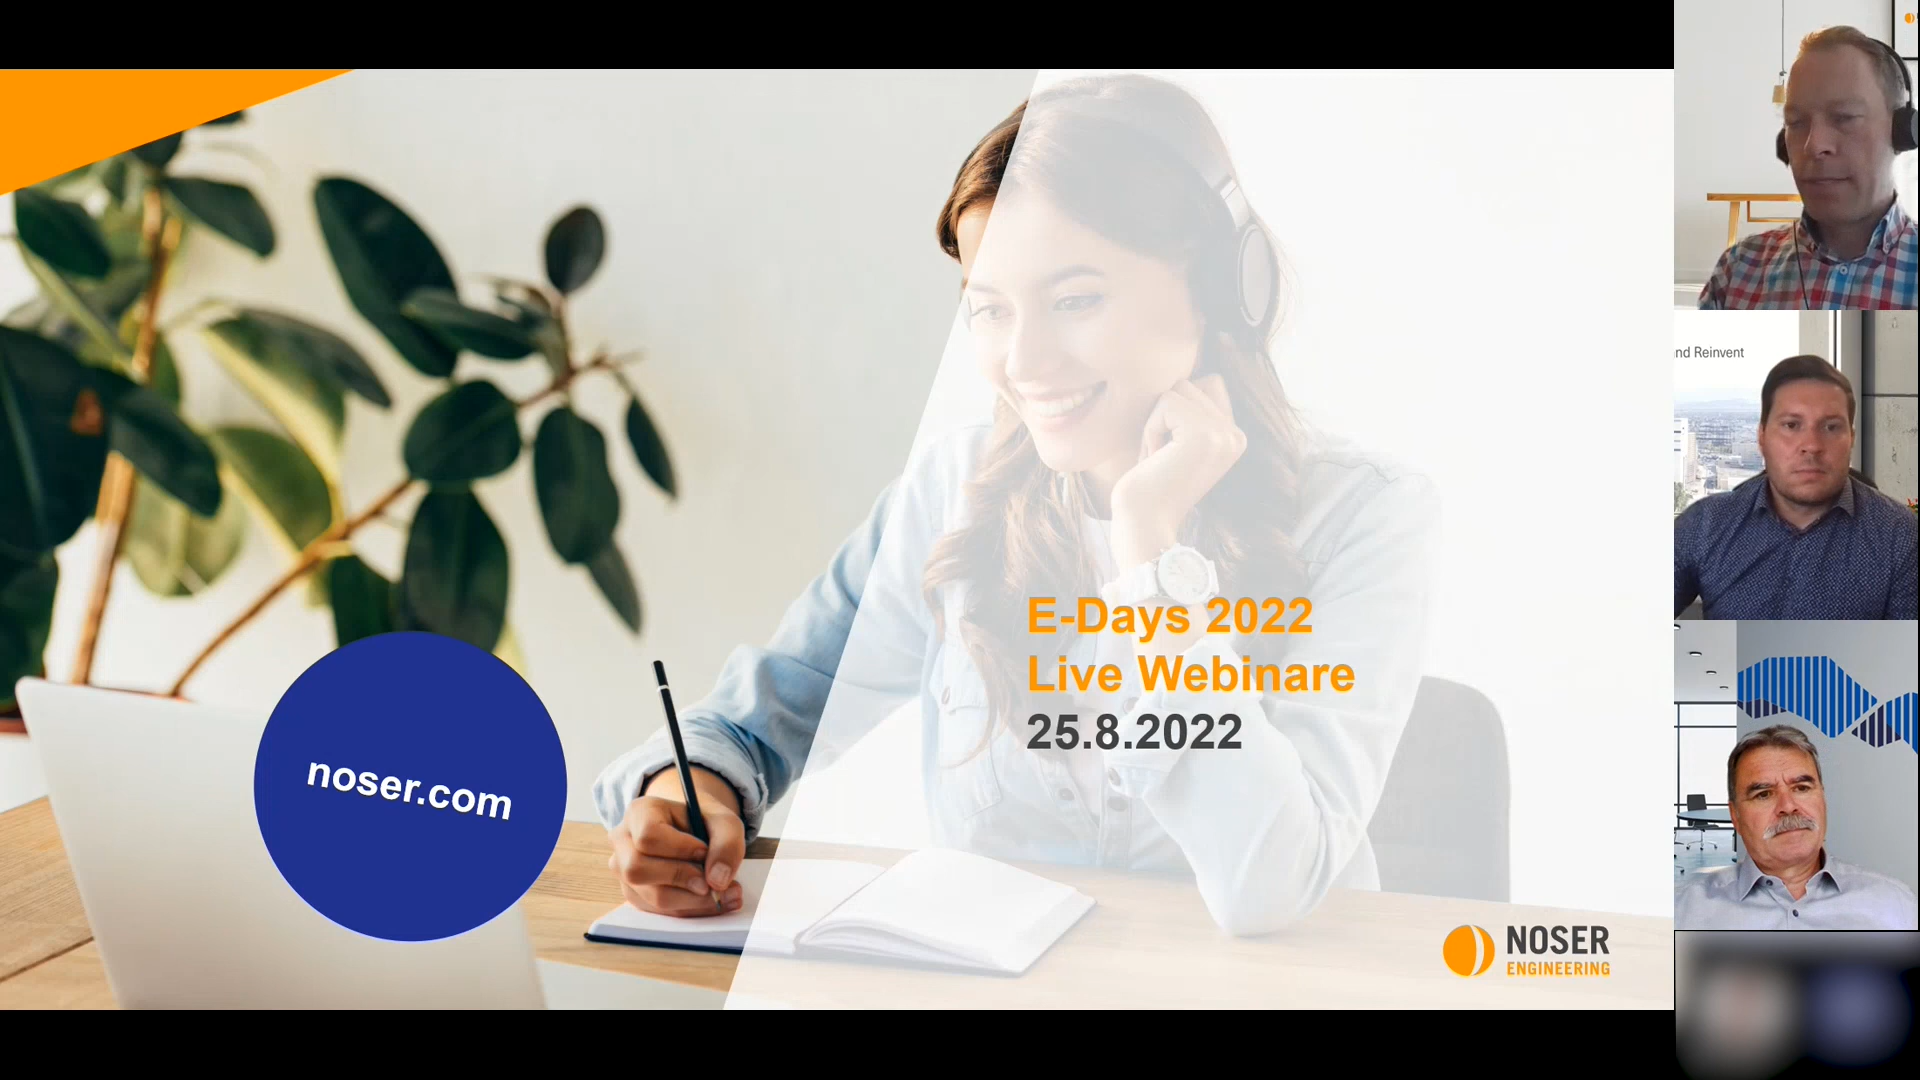 noser.com
E-Days 2022
Live Webinare
25.8.2022
NOSER
ENGINEERING
nd Reinvent